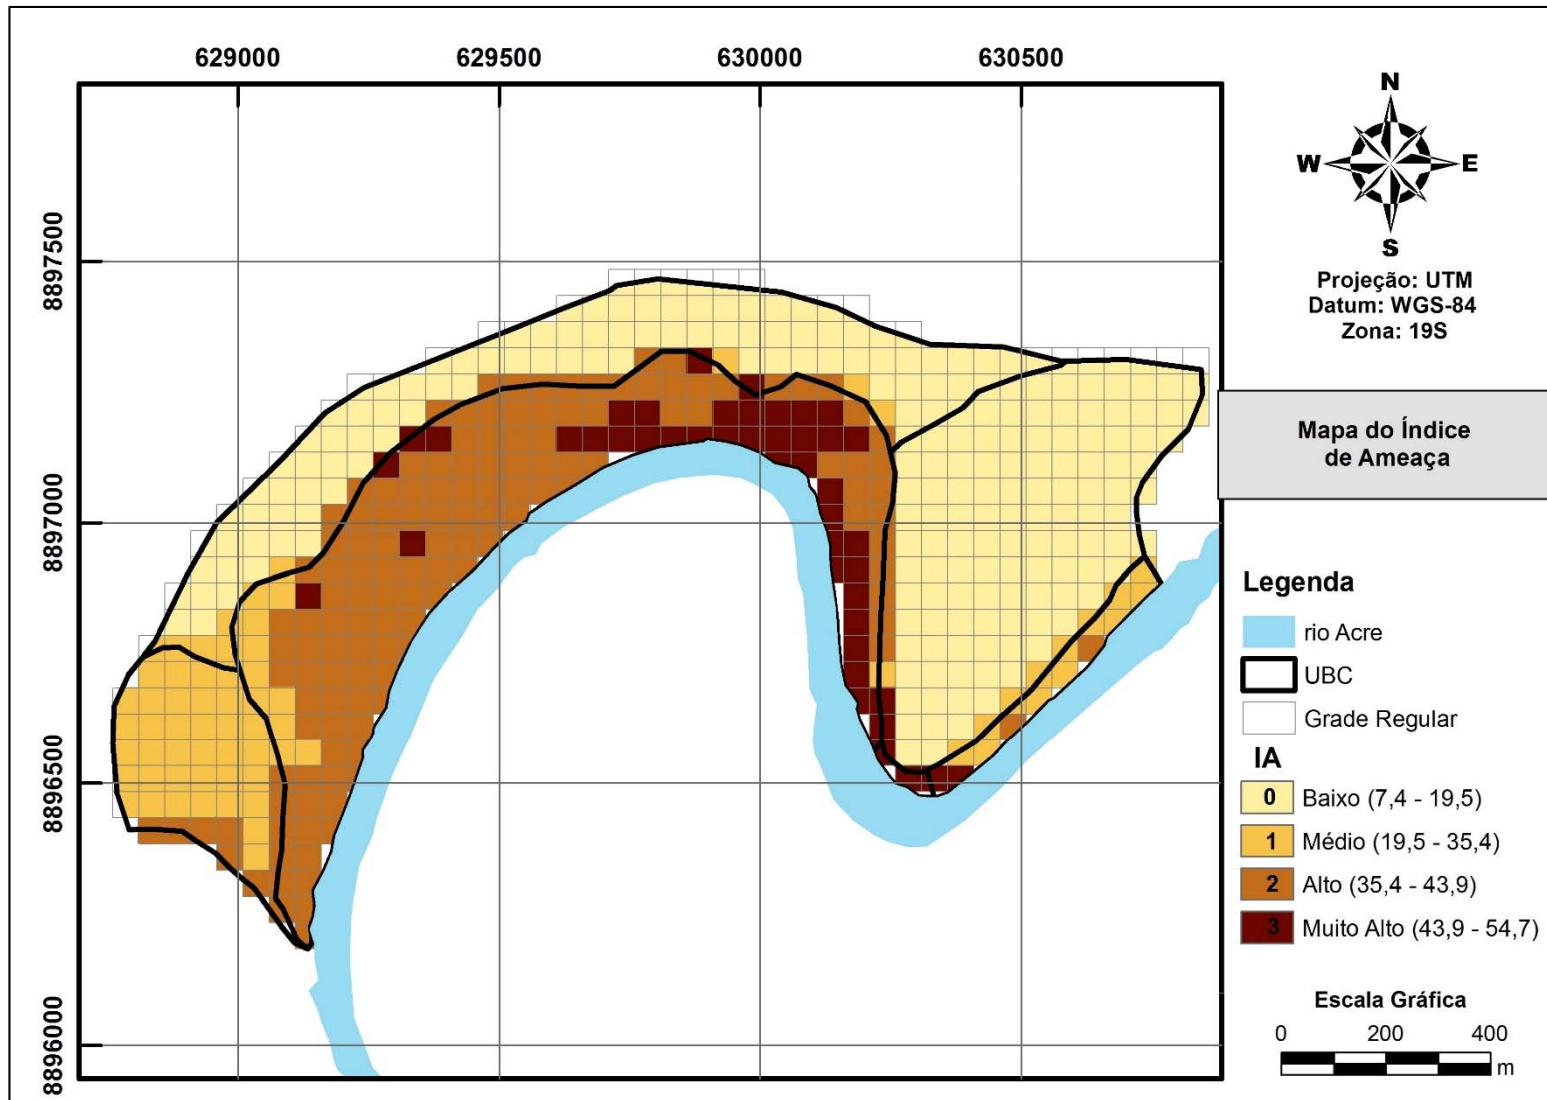 629000 629500 630000 630500
8897500
8897000
8896500
8896000
N
W E
S
Projeção: UTM
Datum: WGS-84
Zona: 19S
Mapa do Índice
de Ameaça
Legenda
rio Acre
UBC
Grade Regular
IA
0 Baixo (7,4 - 19,5)
1 Médio (19,5 - 35,4)
2 Alto (35,4 - 43,9)
3 Muito Alto (43,9 - 54,7)
Escala Gráfica
0 200 400
m